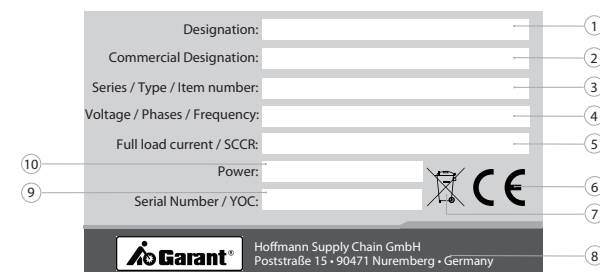 Designation: 1
Commercial Designation: 2
Series / Type / Item number: 3
Voltage / Phases / Frequency: 4
Full load current / SCCR: 5
10 Power:
9 Serial Number / YOC:
CE 6
7
Garant®
Hoffmann Supply Chain GmbH
Poststraße 15 • 90471 Nuremberg • Germany 8